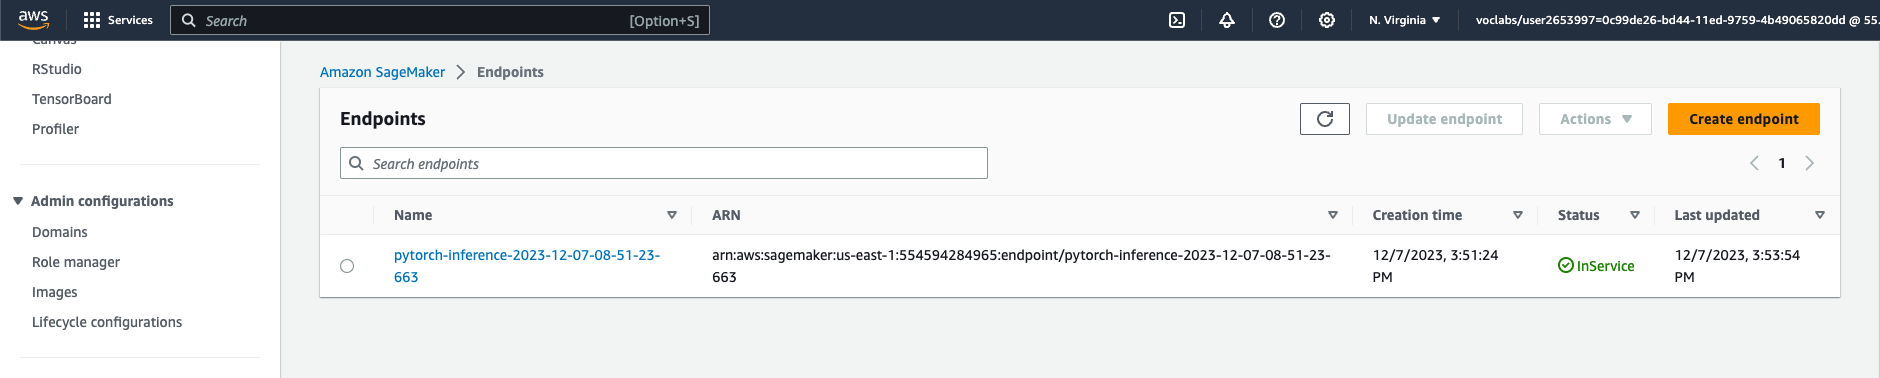 aws
Services
Search
[Option+S]
N. Virginia
voclabs/user2653997=0c99de26-bd44-11ed-9759-4b49065820dd @ 55.
Canvas
RStudio
TensorBoard
Profiler
Admin configurations
Domains
Role manager
Images
Lifecycle configurations
Amazon SageMaker
Endpoints
Endpoints
Update endpoint
Actions
Create endpoint
Search endpoints
1
Name
ARN
Creation time
Status
Last updated
pytorch-inference-2023-12-07-08-51-23-
663
arn:aws:sagemaker:us-east-1:554594284965:endpoint/pytorch-inference-2023-12-07-08-51-23-
663
12/7/2023, 3:51:24
PM
InService
12/7/2023, 3:53:54
PM